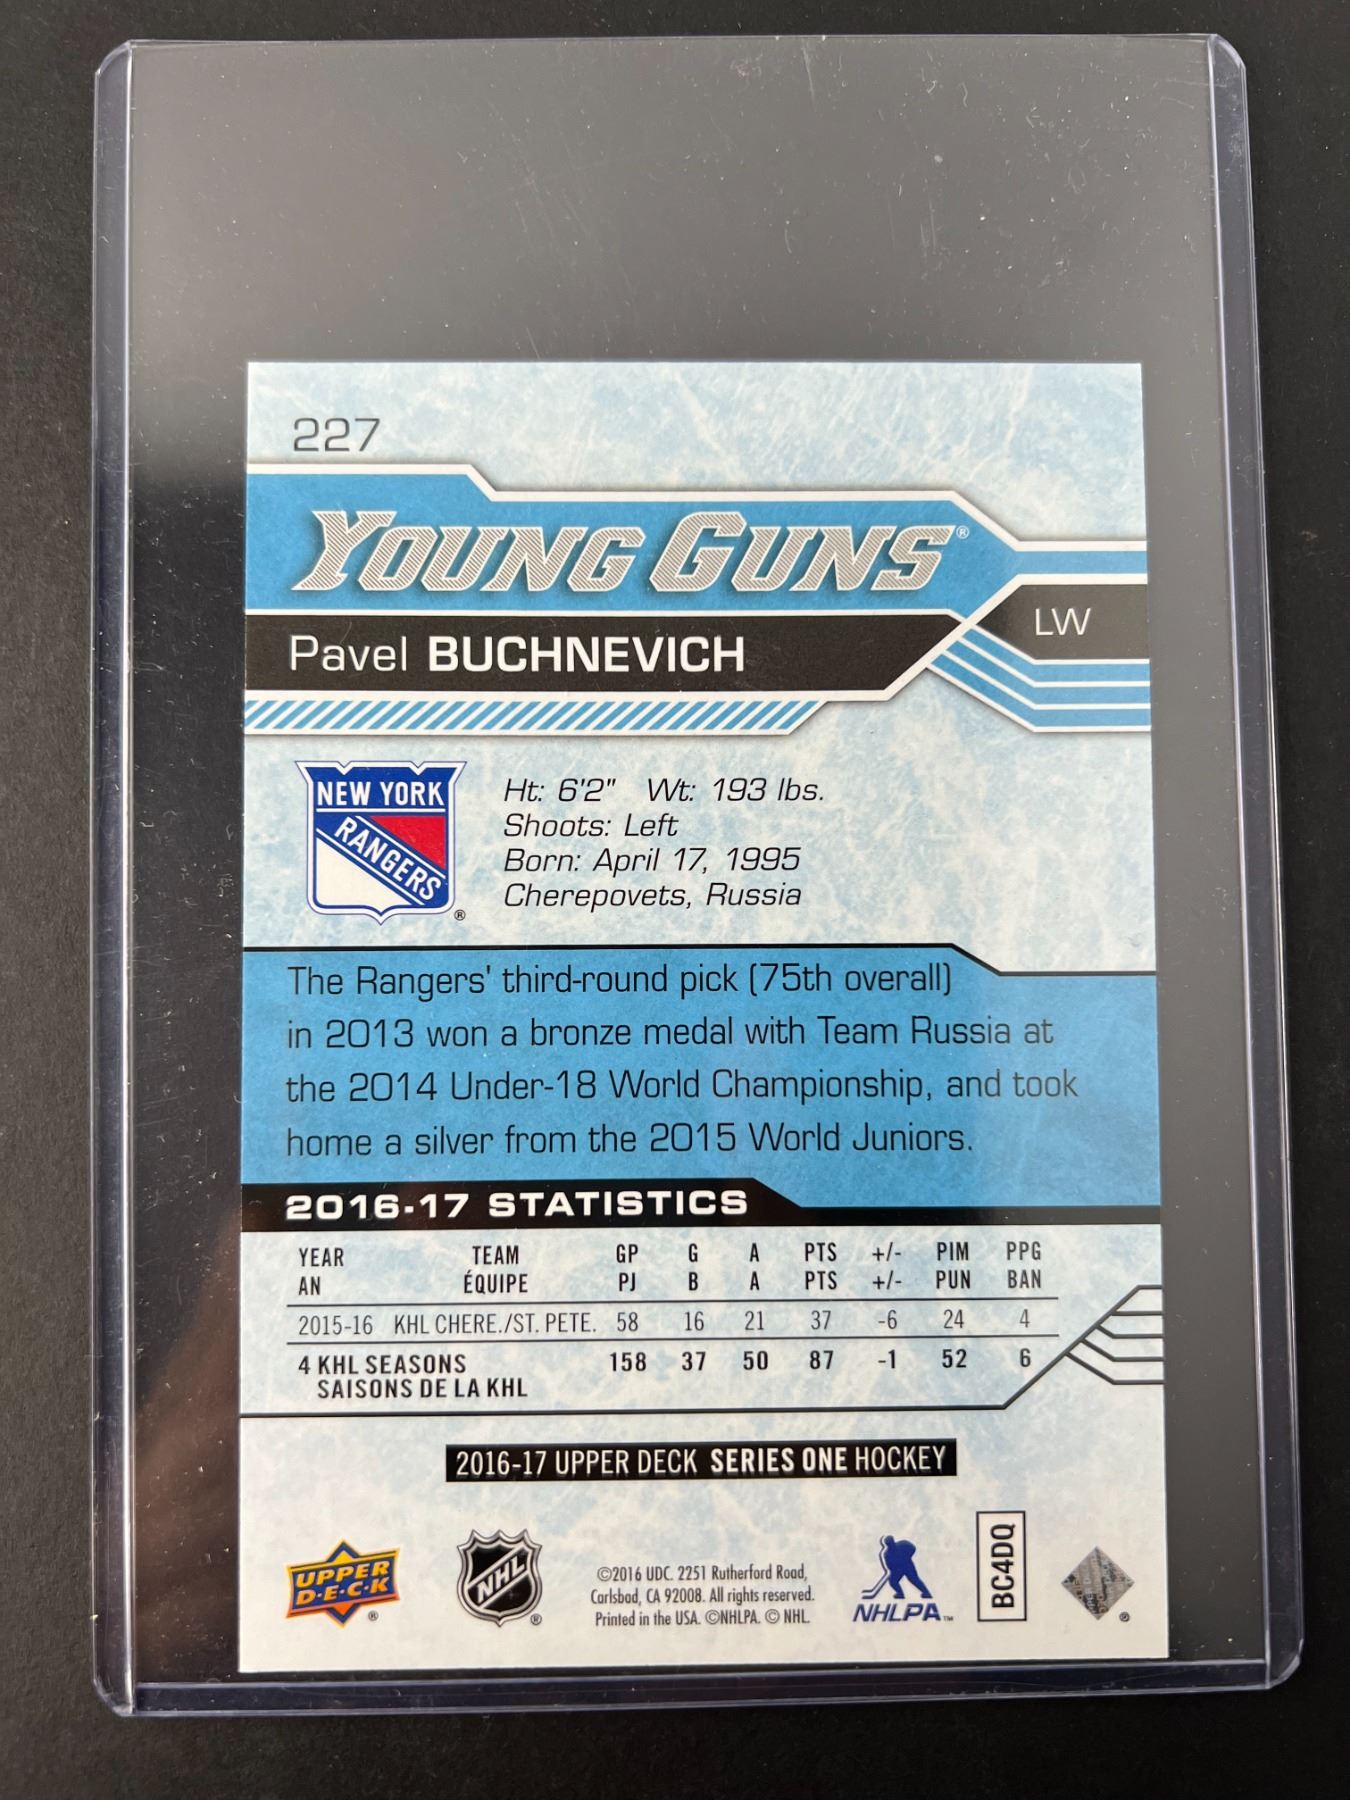 227
YOUNG GUNS®
LW
Pavel BUCHNEVICH
NEW YORK
RANGERS
®
Ht: 6'2" Wt: 193 lbs.
Shoots: Left
Born: April 17, 1995
Cherepovets, Russia
The Rangers' third-round pick (75th overall)
in 2013 won a bronze medal with Team Russia at
the 2014 Under-18 World Championship, and took
home a silver from the 2015 World Juniors.
2016-17 STATISTICS
YEAR TEAM GP G A PTS +/- PIM PPG
AN ÉQUIPE PJ B A PTS +/- PUN BAN
2015-16 KHL CHERE./ST. PETE. 58 16 21 37 -6 24 4
4 KHL SEASONS 158 37 50 87 -1 52 6
SAISONS DE LA KHL
2016-17 UPPER DECK SERIES ONE HOCKEY
UPPER
D·E·C·K
®
NHL
®
©2016 UDC. 2251 Rutherford Road,
Carlsbad, CA 92008. All rights reserved.
Printed in the USA. ©NHLPA. © NHL.
NHLPA™
BC4DQ
®